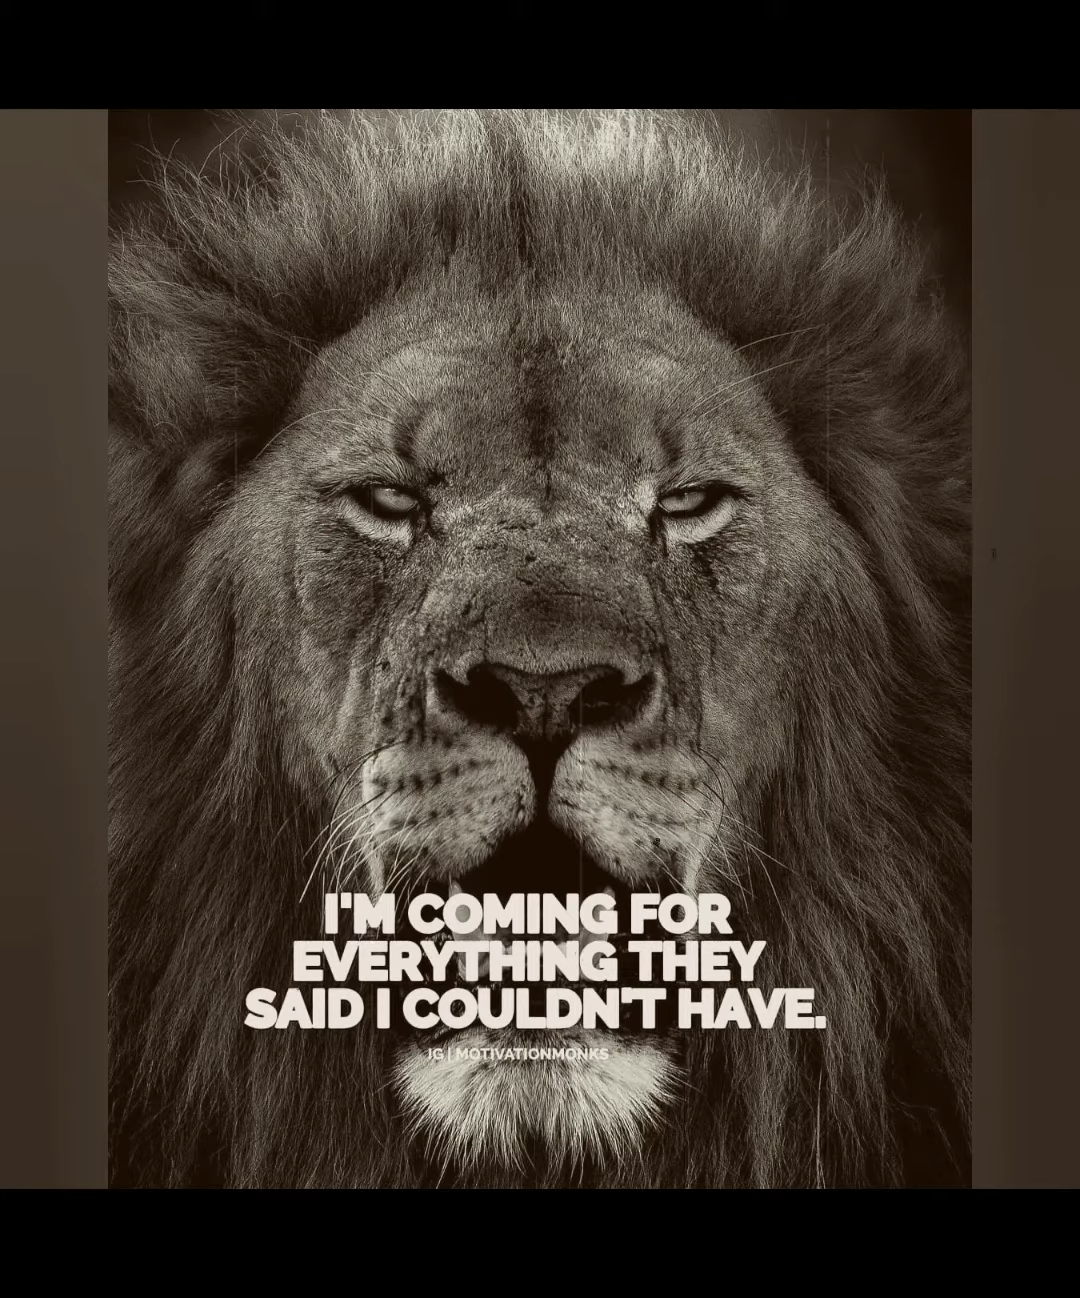 I'M COMING FOR
EVERYTHING THEY
SAID I COULDN'T HAVE.
IG | MOTIVATIONMONKS